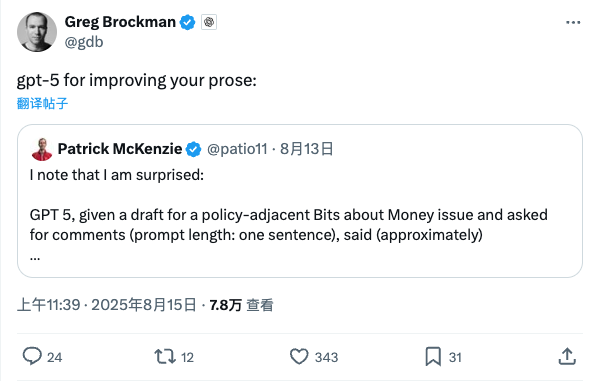 Greg Brockman
@gdb
gpt-5 for improving your prose:
翻译帖子
Patrick McKenzie @patio11 · 8月13日
I note that I am surprised:
GPT 5, given a draft for a policy-adjacent Bits about Money issue and asked
for comments (prompt length: one sentence), said (approximately)
...
上午11:39 · 2025年8月15日 · 7.8万 查看
24 12 343 31